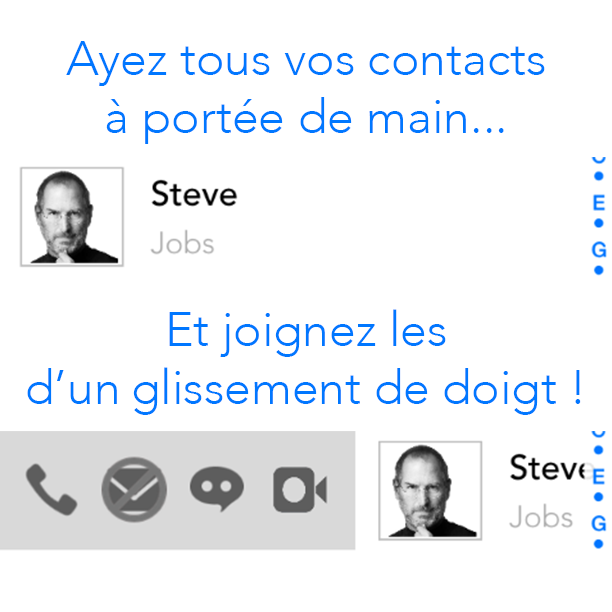 Ayez tous vos contacts
à portée de main...
Steve
Jobs
E
G
Et joignez les
d’un glissement de doigt !
Steve
Jobs
E
G